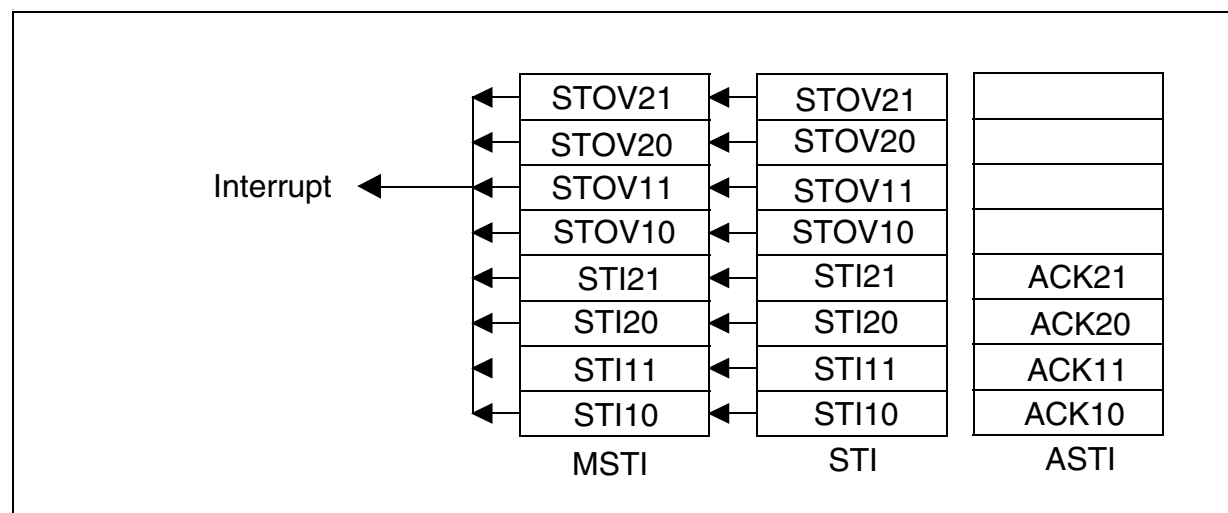 STOV21 STOV21
STOV20 STOV20
Interrupt STOV11 STOV11
STOV10 STOV10
STI21 STI21 ACK21
STI20 STI20 ACK20
STI11 STI11 ACK11
STI10 STI10 ACK10
MSTI STI ASTI